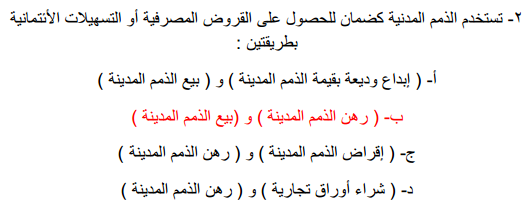 ٢- تستخدم الذمم المدنية كضمان للحصول على القروض المصرفية أو التسهيلات الأئتمانية
بطريقتين :
أ- ( إبداع وديعة بقيمة الذمم المدينة ) و ( بيع الذمم المدينة )
ب- ( رهن الذمم المدينة ) و (بيع الذمم المدينة )
ج- ( إقراض الذمم المدينة ) و ( رهن الذمم المدينة )
د- ( شراء أوراق تجارية ) و ( رهن الذمم المدينة )